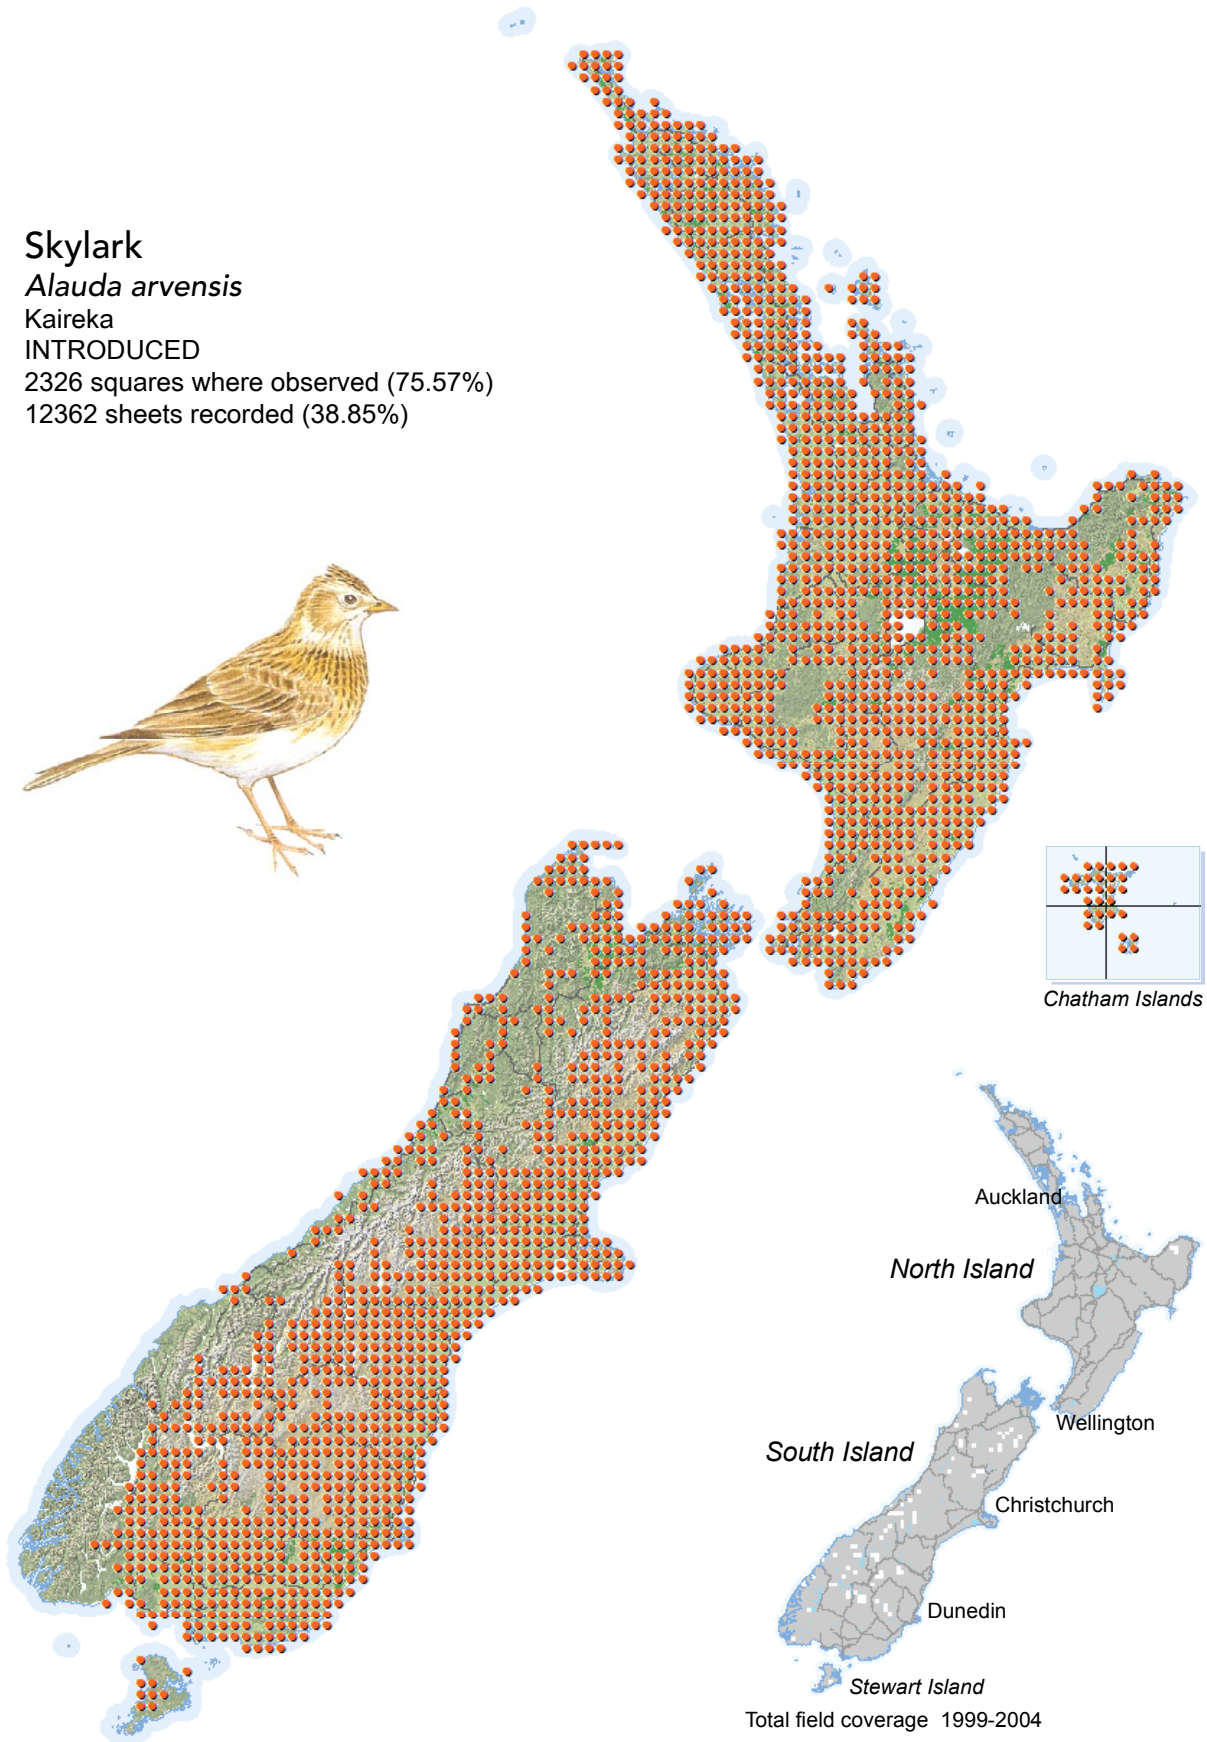 Skylark
Alauda arvensis
Kaireka
INTRODUCED
2326 squares where observed (75.57%)
12362 sheets recorded (38.85%)
Chatham Islands
Auckland
North Island
Wellington
South Island
Christchurch
Dunedin
Stewart Island
Total field coverage 1999-2004